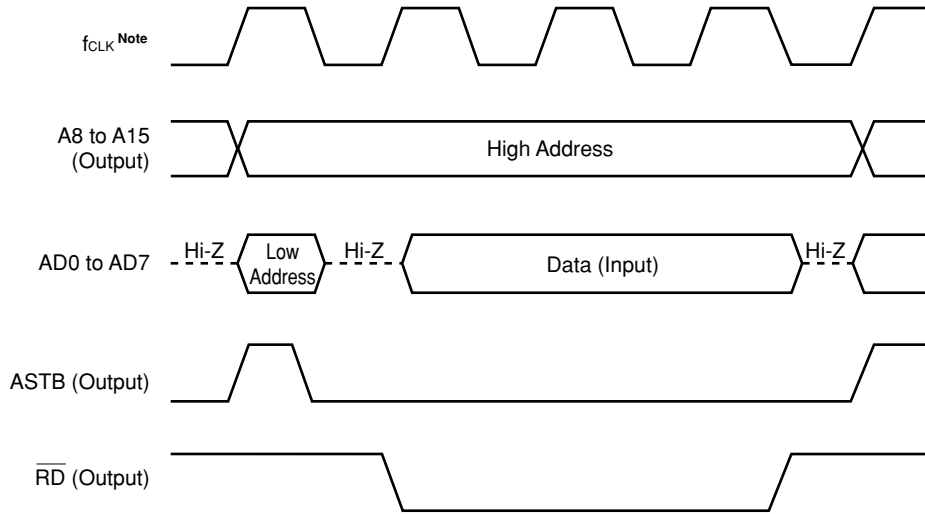 fCLK Note
A8 to A15
(Output)
High Address
AD0 to AD7
Hi-Z
Low
Address
Hi-Z
Data (Input)
Hi-Z
ASTB (Output)
R̅D̅ (Output)